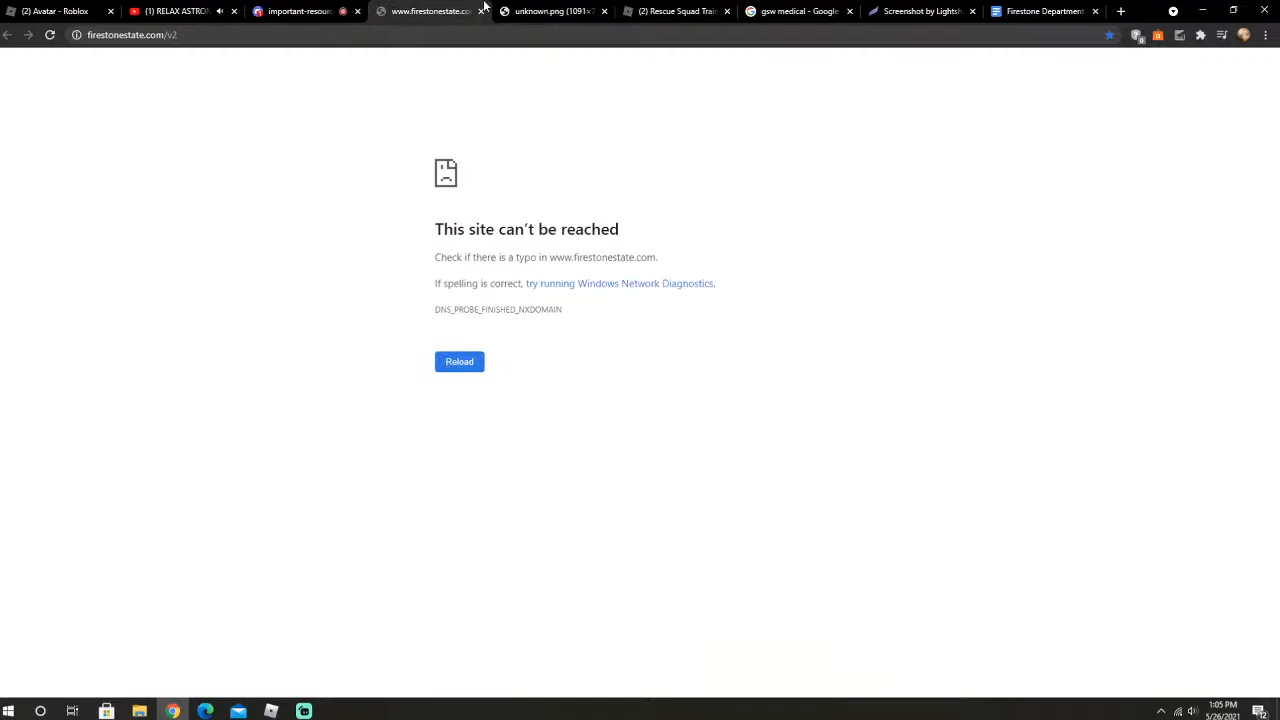 (2) Avatar - Roblox
(1) RELAX ASTRO
important-resourc
www.firestonestate.co
unknown.png (1091×7
(2) Rescue Squad Train
gsw medical - Google
Screenshot by Lightsh
Firestone Department
firestonestate.com/v2
This site can't be reached
Check if there is a typo in www.firestonestate.com.
If spelling is correct, try running Windows Network Diagnostics.
DNS_PROBE_FINISHED_NXDOMAIN
Reload
1:05 PM
5/26/2021